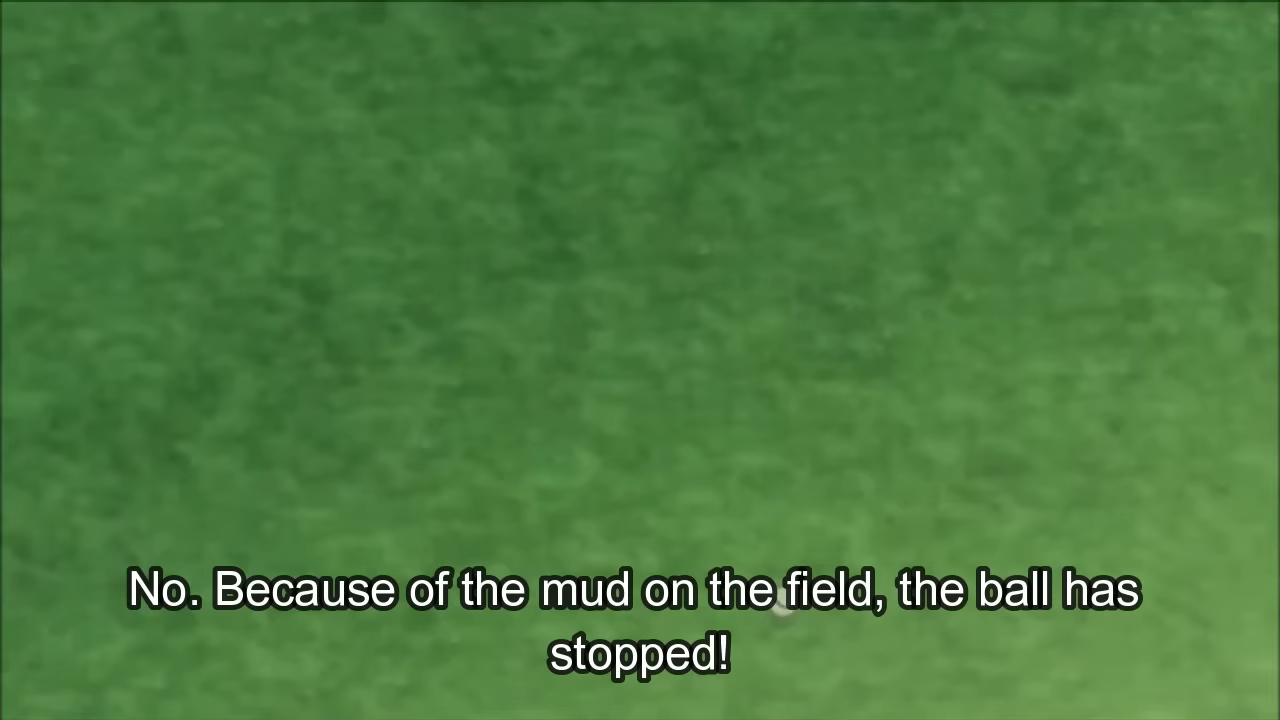 No. Because of the mud on the field, the ball has
stopped!